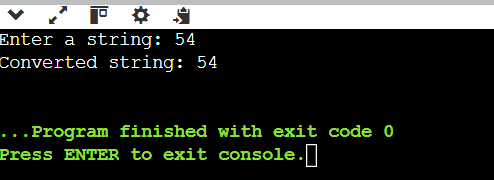 Enter a string: 54
Converted string: 54
...Program finished with exit code 0
Press ENTER to exit console.